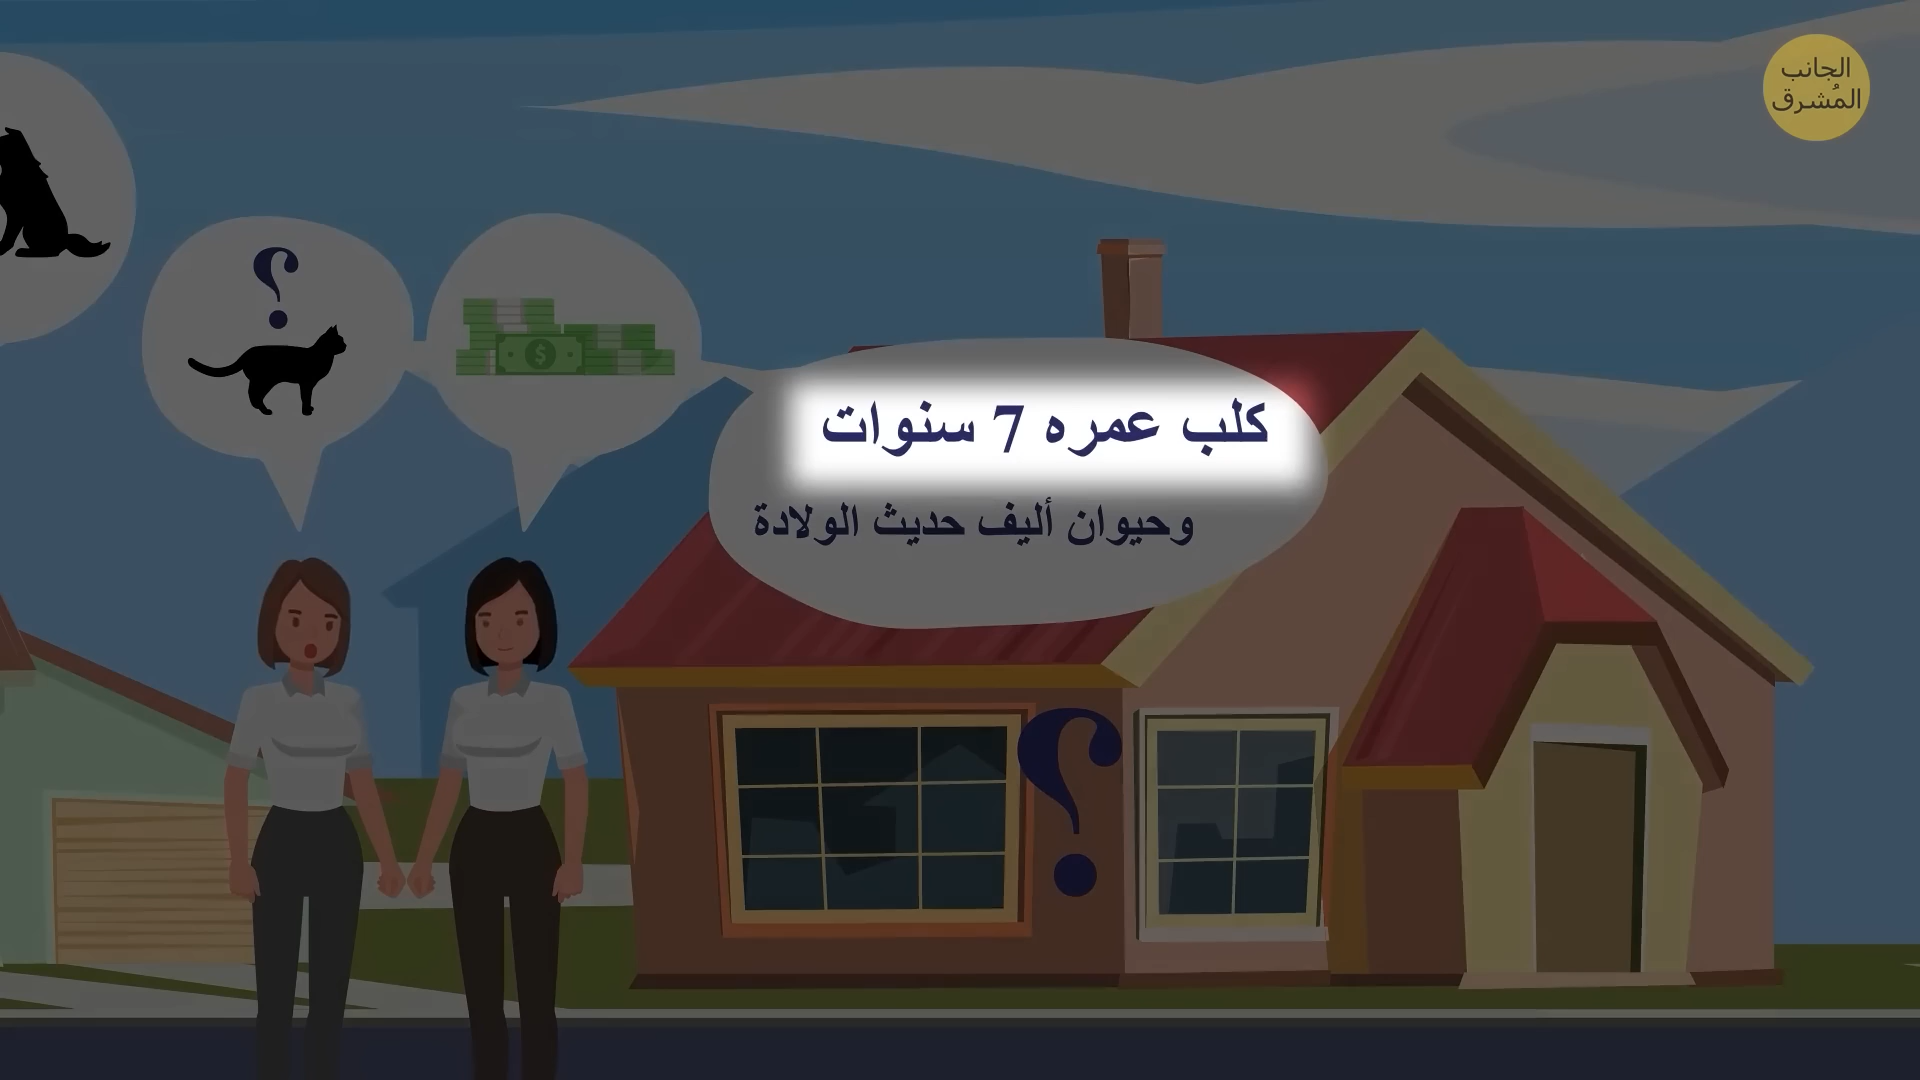 الجانب
المُشرق
كلب عمره 7 سنوات
وحيوان أليف حديث الولادة
؟
؟
$